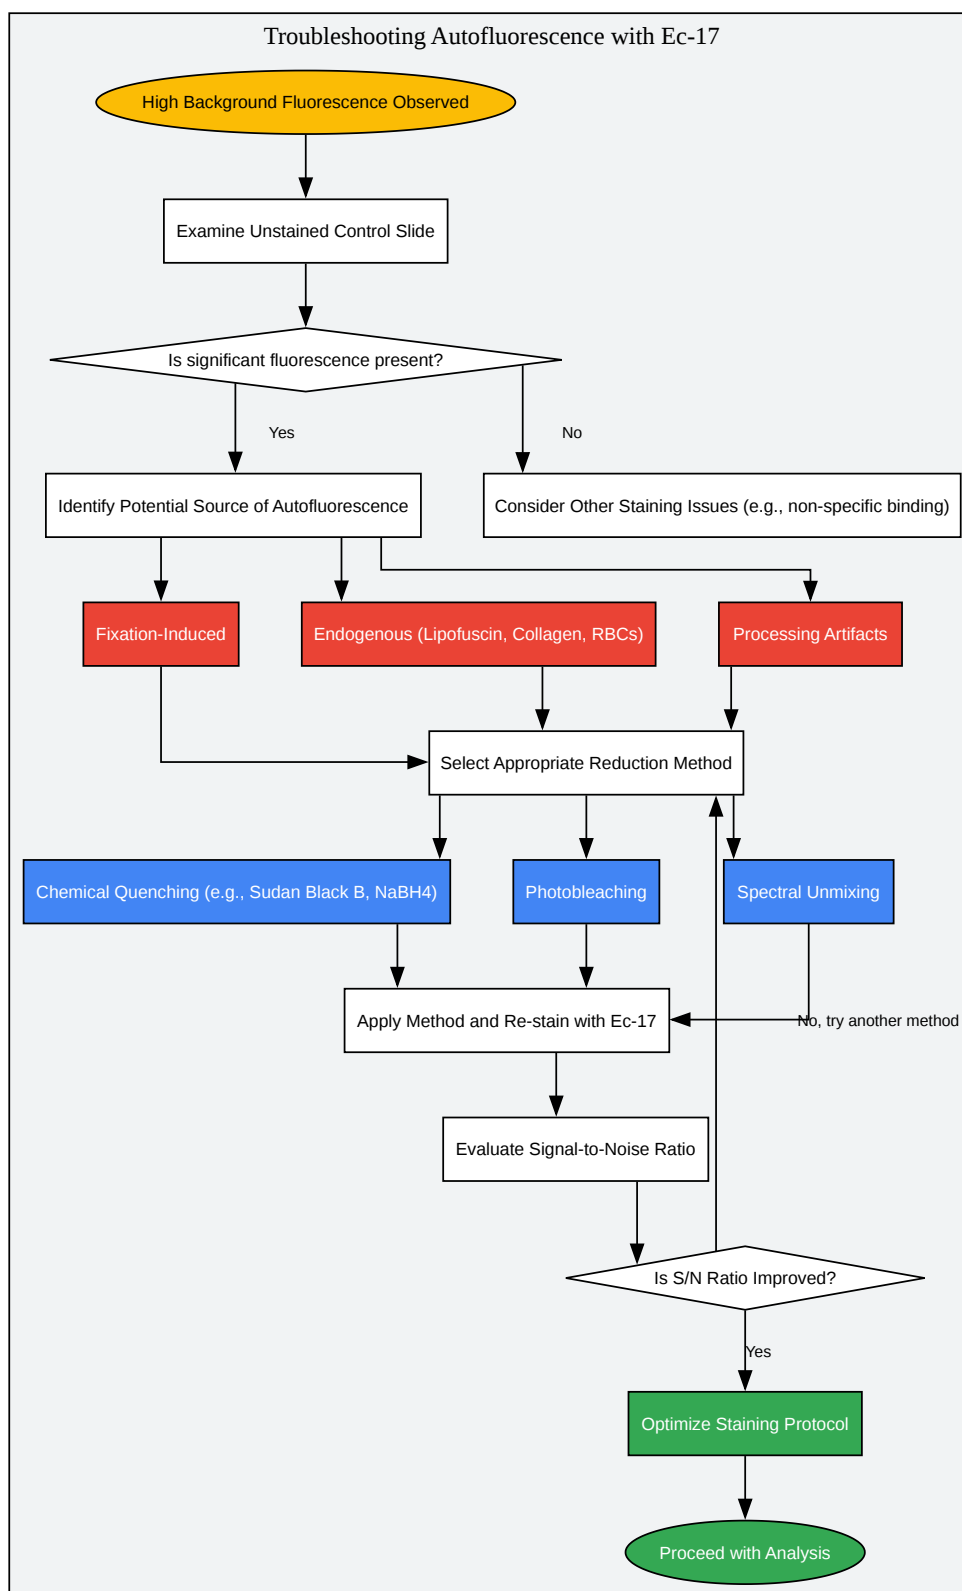 Troubleshooting Autofluorescence with Ec-17
High Background Fluorescence Observed
Examine Unstained Control Slide
Is significant fluorescence present?
Yes
No
Identify Potential Source of Autofluorescence
Consider Other Staining Issues (e.g., non-specific binding)
Fixation-Induced
Endogenous (Lipofuscin, Collagen, RBCs)
Processing Artifacts
Select Appropriate Reduction Method
Chemical Quenching (e.g., Sudan Black B, NaBH4)
Photobleaching
Spectral Unmixing
Apply Method and Re-stain with Ec-17
No, try another method
Evaluate Signal-to-Noise Ratio
Is S/N Ratio Improved?
Yes
Optimize Staining Protocol
Proceed with Analysis